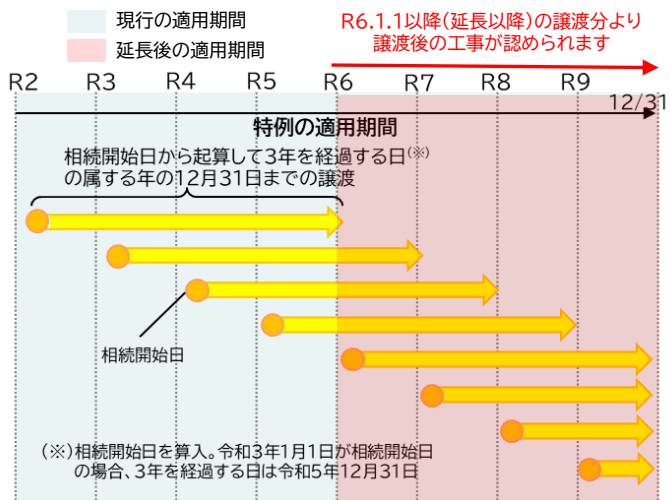 現行の適用期間
延長後の適用期間
R6.1.1以降(延長以降)の譲渡分より
譲渡後の工事が認められます
R2 R3 R4 R5 R6 R7 R8 R9
12/31
特例の適用期間
相続開始日から起算して3年を経過する日(※)
の属する年の12月31日までの譲渡
相続開始日
(※)相続開始日を算入。令和3年1月1日が相続開始日
の場合、3年を経過する日は令和5年12月31日